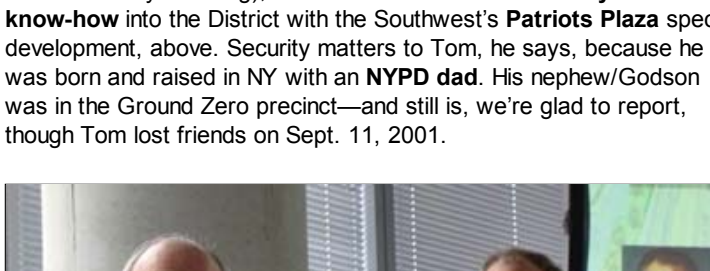 know-how into the District with the Southwest’s Patriots Plaza spec
development, above. Security matters to Tom, he says, because he
was born and raised in NY with an NYPD dad. His nephew/Godson
was in the Ground Zero precinct—and still is, we’re glad to report,
though Tom lost friends on Sept. 11, 2001.